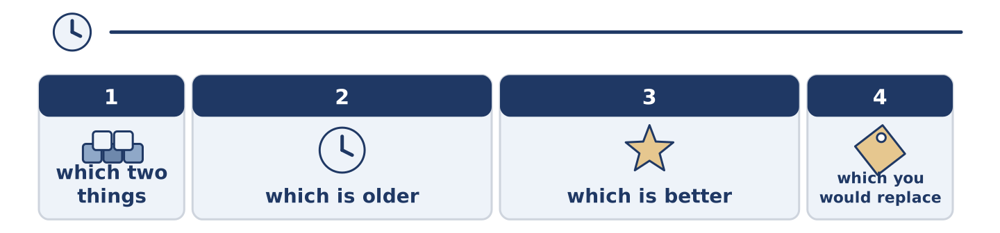 1
2
3
4
which two
things
which is older
which is better
which you
would replace